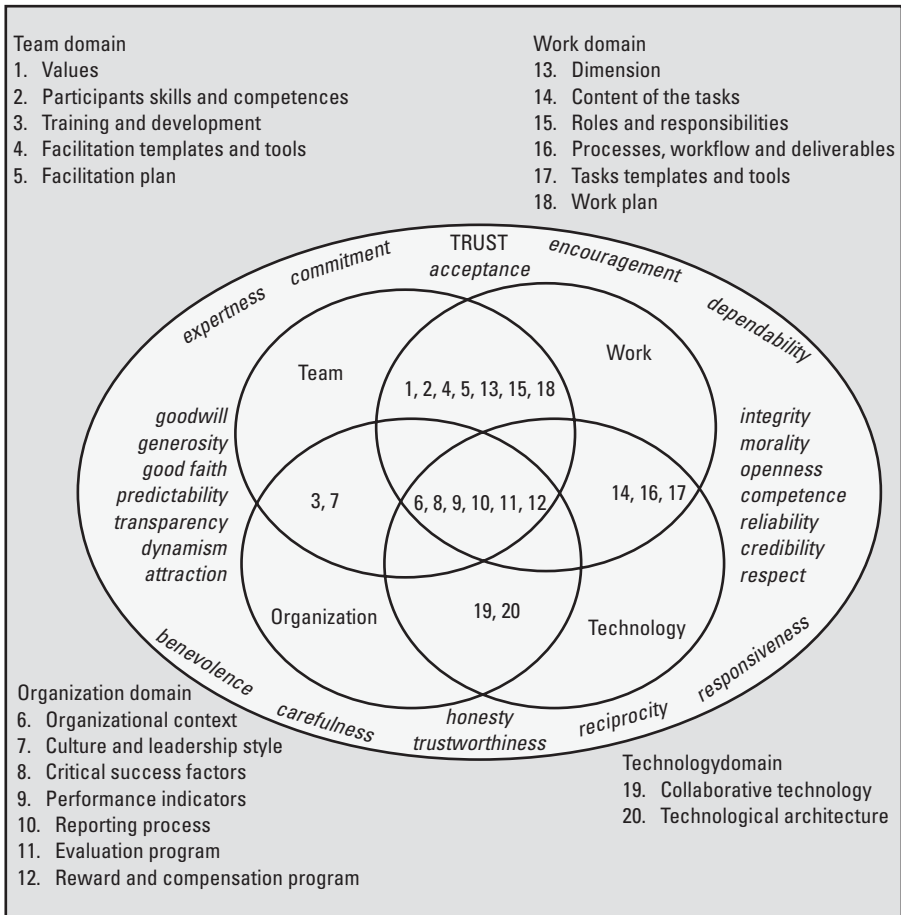 Team domain
1. Values
2. Participants skills and competences
3. Training and development
4. Facilitation templates and tools
5. Facilitation plan
Work domain
13. Dimension
14. Content of the tasks
15. Roles and responsibilities
16. Processes, workflow and deliverables
17. Tasks templates and tools
18. Work plan
TRUST
acceptance
commitment
expertness
encouragement
dependability
Team
Work
1, 2, 4, 5, 13, 15, 18
goodwill
generosity
good faith
predictability
transparency
dynamism
attraction
3, 7
6, 8, 9, 10, 11, 12
14, 16, 17
integrity
morality
openness
competence
reliability
credibility
respect
Organization
19, 20
Technology
benevolence
carefulness
honesty
trustworthiness
reciprocity
responsiveness
Organization domain
6. Organizational context
7. Culture and leadership style
8. Critical success factors
9. Performance indicators
10. Reporting process
11. Evaluation program
12. Reward and compensation program
Technologydomain
19. Collaborative technology
20. Technological architecture